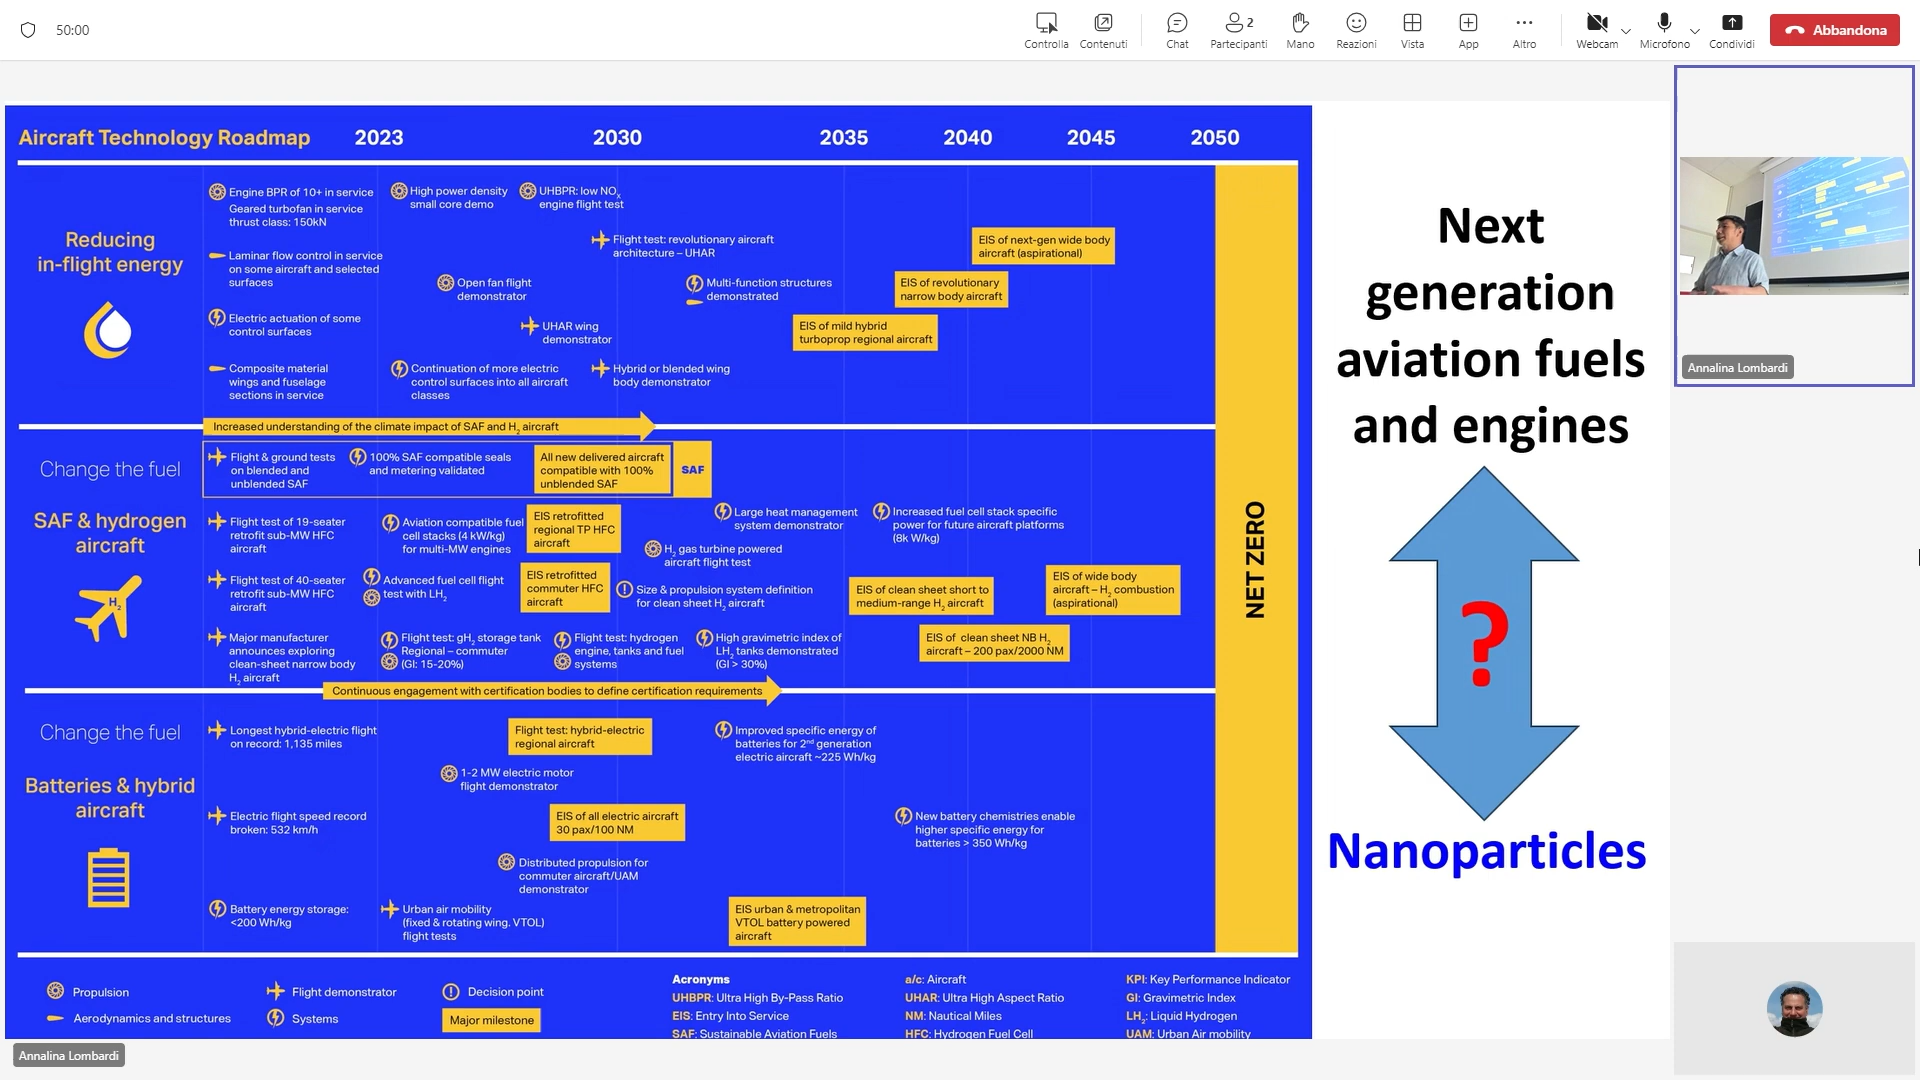 50:00
Controlla
Contenuti
Chat
2
Partecipanti
Mano
Reazioni
Vista
App
Altro
Webcam
Microfono
Condividi
Abbandona
Aircraft Technology Roadmap
2023
2030
2035
2040
2045
2050
Reducing
in-flight energy
Engine BPR of 10+ in service
Geared turbofan in service
thrust class: 150kN
High power density
small core demo
UHBPR: low NOx
engine flight test
Flight test: revolutionary aircraft
architecture – UHAR
EIS of next-gen wide body
aircraft (aspirational)
Laminar flow control in service
on some aircraft and selected
surfaces
Open fan flight
demonstrator
Multi-function structures
demonstrated
EIS of revolutionary
narrow body aircraft
Electric actuation of some
control surfaces
UHAR wing
demonstrator
EIS of mild hybrid
turboprop regional aircraft
Composite material
wings and fuselage
sections in service
Continuation of more electric
control surfaces into all aircraft
classes
Hybrid or blended wing
body demonstrator
Increased understanding of the climate impact of SAF and H2 aircraft
Change the fuel
SAF & hydrogen
aircraft
H2
Flight & ground tests
on blended and
unblended SAF
100% SAF compatible seals
and metering validated
All new delivered aircraft
compatible with 100%
unblended SAF
SAF
Flight test of 19-seater
retrofit sub-MW HFC
aircraft
Aviation compatible fuel
cell stacks (4 kW/kg)
for multi-MW engines
EIS retrofitted
regional TP HFC
aircraft
Large heat management
system demonstrator
Increased fuel cell stack specific
power for future aircraft platforms
(8k W/kg)
H2 gas turbine powered
aircraft flight test
Flight test of 40-seater
retrofit sub-MW HFC
aircraft
Advanced fuel cell flight
test with LH2
EIS retrofitted
commuter HFC
aircraft
Size & propulsion system definition
for clean sheet H2 aircraft
EIS of clean sheet short to
medium-range H2 aircraft
EIS of wide body
aircraft – H2 combustion
(aspirational)
Major manufacturer
announces exploring
clean-sheet narrow body
H2 aircraft
Flight test: gH2 storage tank
Regional – commuter
(GI: 15-20%)
Flight test: hydrogen
engine, tanks and fuel
systems
High gravimetric index of
LH2 tanks demonstrated
(GI > 30%)
EIS of clean sheet NB H2
aircraft – 200 pax/2000 NM
Continuous engagement with certification bodies to define certification requirements
Change the fuel
Batteries & hybrid
aircraft
Longest hybrid-electric flight
on record: 1,135 miles
Flight test: hybrid-electric
regional aircraft
Improved specific energy of
batteries for 2nd generation
electric aircraft ~225 Wh/kg
1-2 MW electric motor
flight demonstrator
Electric flight speed record
broken: 532 km/h
EIS of all electric aircraft
30 pax/100 NM
New battery chemistries enable
higher specific energy for
batteries > 350 Wh/kg
Distributed propulsion for
commuter aircraft/UAM
demonstrator
Battery energy storage:
<200 Wh/kg
Urban air mobility
(fixed & rotating wing. VTOL)
flight tests
EIS urban & metropolitan
VTOL battery powered
aircraft
NET ZERO
Propulsion
Aerodynamics and structures
Flight demonstrator
Systems
Decision point
Major milestone
Acronyms
UHBPR: Ultra High By-Pass Ratio
EIS: Entry Into Service
SAF: Sustainable Aviation Fuels
a/c: Aircraft
UHAR: Ultra High Aspect Ratio
NM: Nautical Miles
HFC: Hydrogen Fuel Cell
KPI: Key Performance Indicator
GI: Gravimetric Index
LH2: Liquid Hydrogen
UAM: Urban Air mobility
Next
generation
aviation fuels
and engines
?
Nanoparticles
Annalina Lombardi
Annalina Lombardi